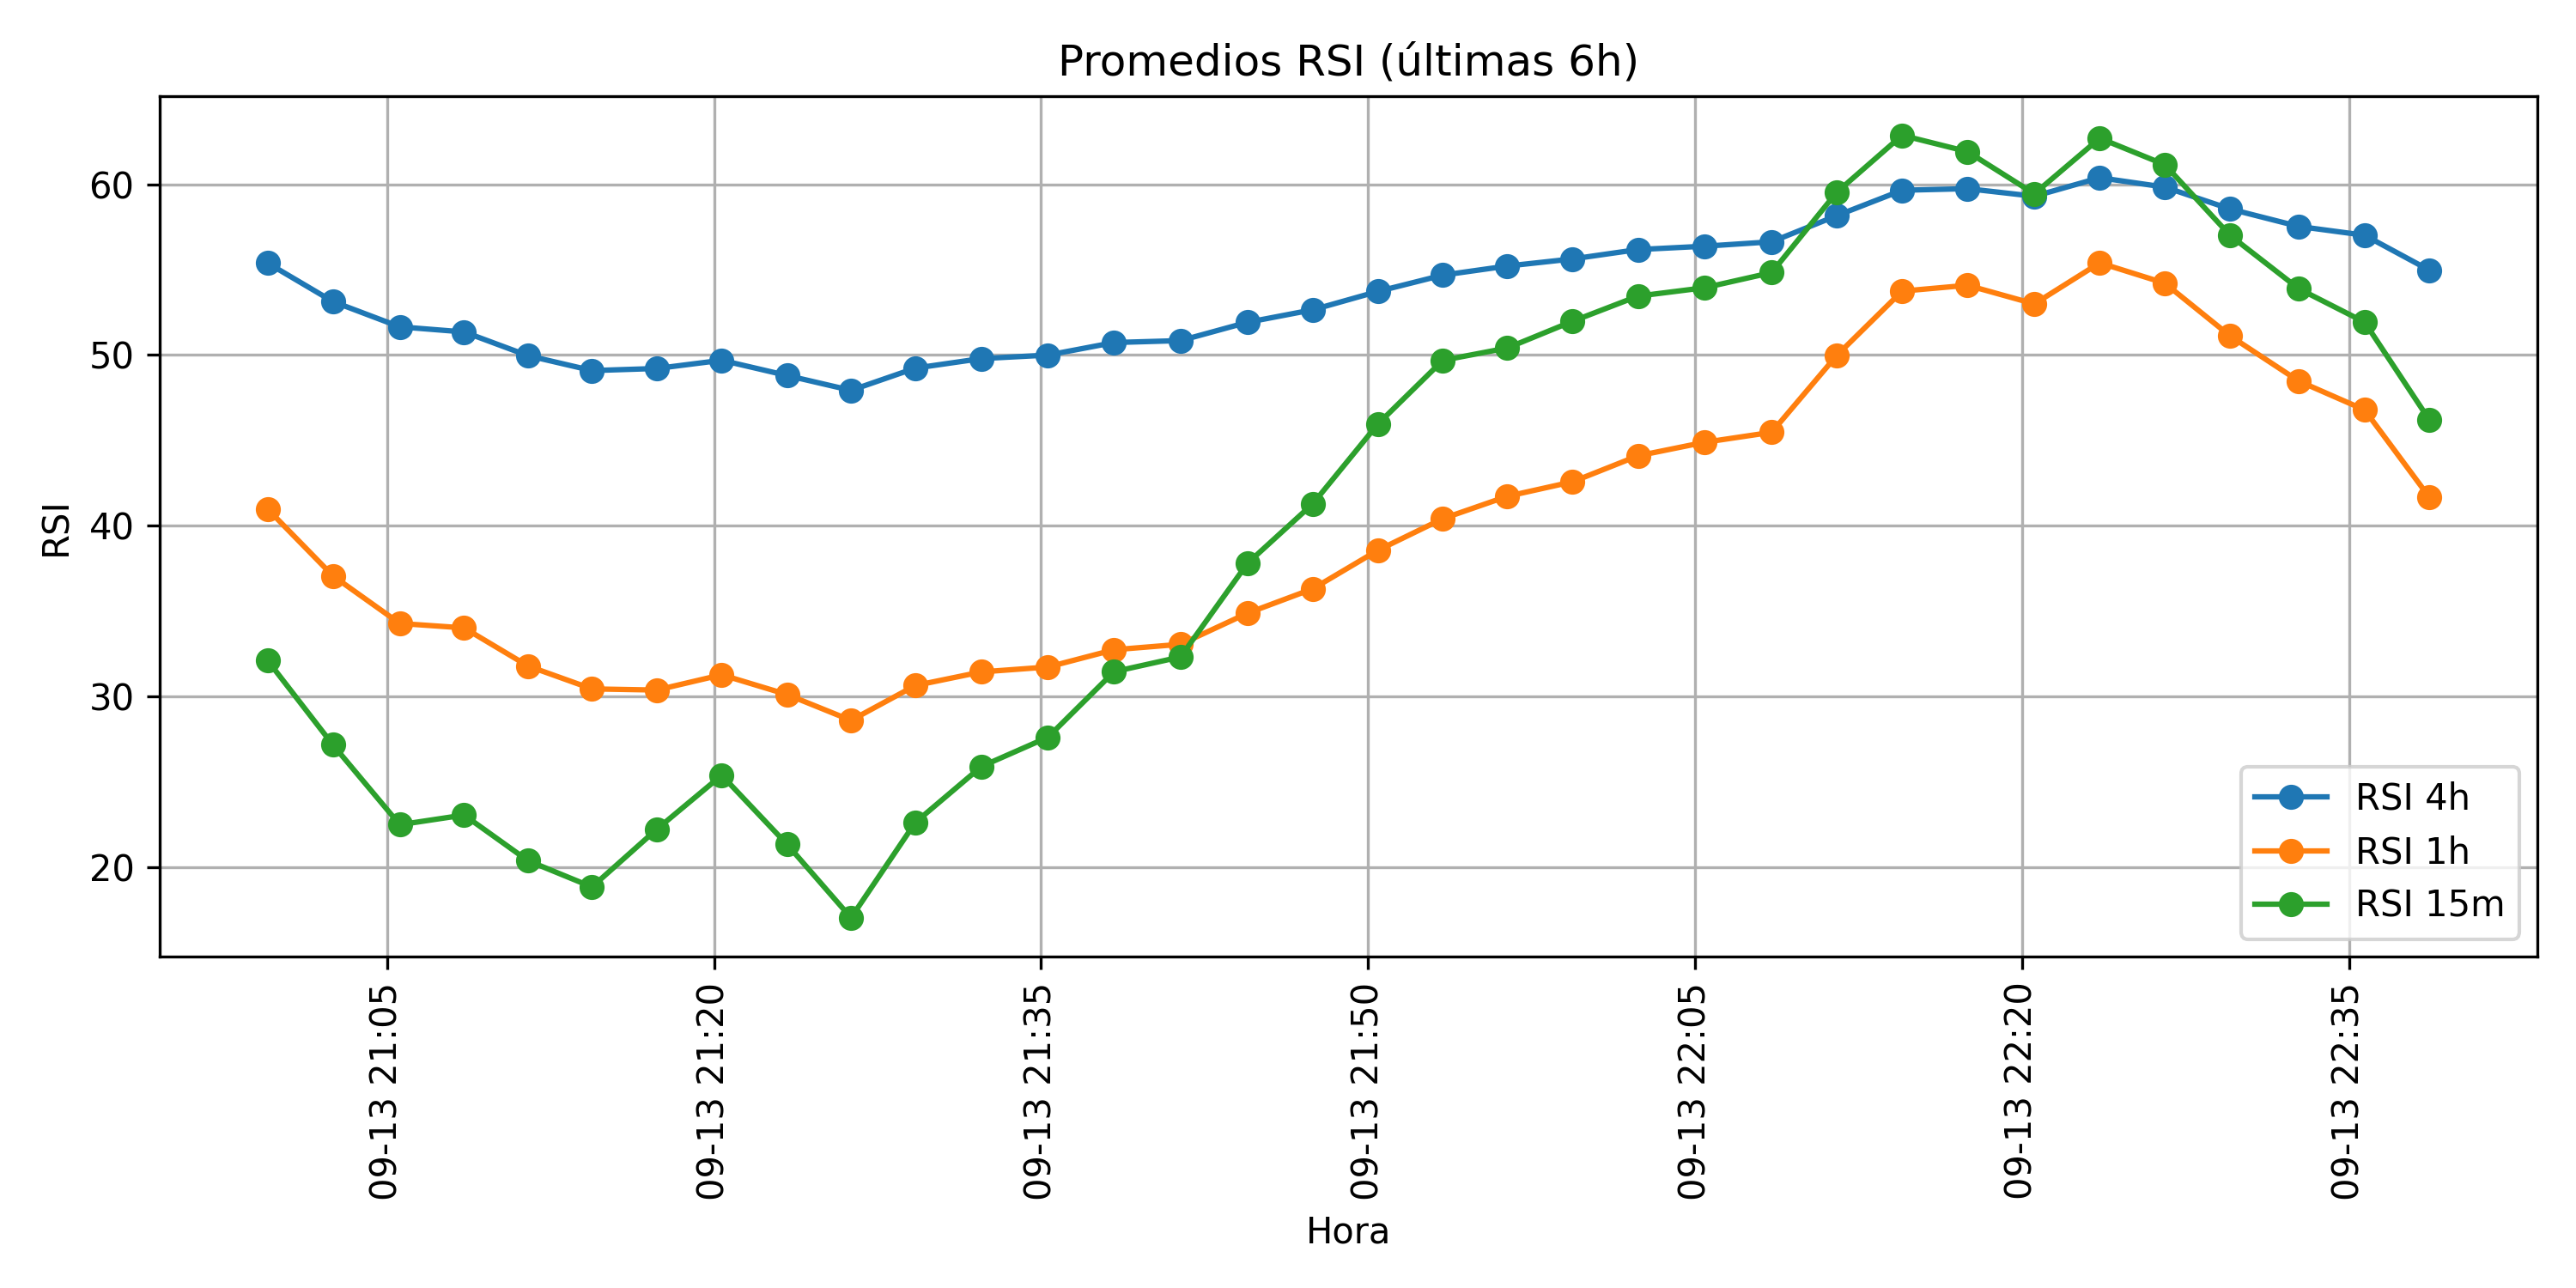 Promedios RSI (últimas 6h)
RSI
60
50
40
30
20
RSI 4h
RSI 1h
RSI 15m
09-13 21:05
09-13 21:20
09-13 21:35
09-13 21:50
09-13 22:05
09-13 22:20
09-13 22:35
Hora